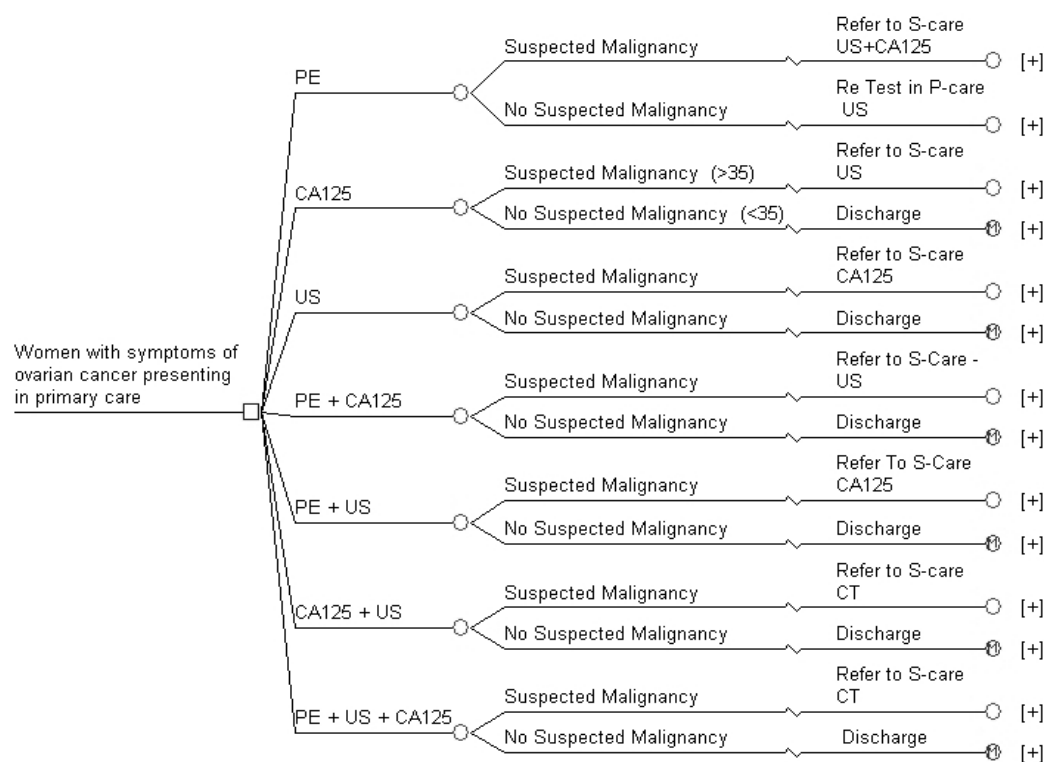 Women with symptoms of
ovarian cancer presenting
in primary care
PE
Suspected Malignancy
Refer to S-care
US+CA125
[+]
No Suspected Malignancy
Re Test in P-care
US
[+]
CA125
Suspected Malignancy (>35)
Refer to S-care
US
[+]
No Suspected Malignancy (<35)
Discharge
M
[+]
US
Suspected Malignancy
Refer to S-care
CA125
[+]
No Suspected Malignancy
Discharge
M
[+]
PE + CA125
Suspected Malignancy
Refer to S-Care -
US
[+]
No Suspected Malignancy
Discharge
M
[+]
PE + US
Suspected Malignancy
Refer To S-Care
CA125
[+]
No Suspected Malignancy
Discharge
M
[+]
CA125 + US
Suspected Malignancy
Refer to S-care
CT
[+]
No Suspected Malignancy
Discharge
M
[+]
PE + US + CA125
Suspected Malignancy
Refer to S-care
CT
[+]
No Suspected Malignancy
Discharge
M
[+]